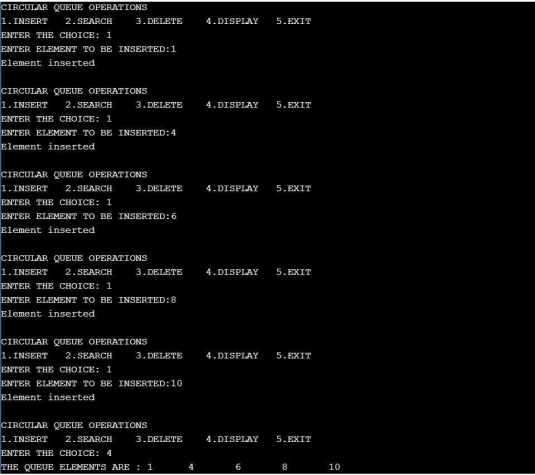 CIRCULAR QUEUE OPERATIONS
1.INSERT 2.SEARCH 3.DELETE 4.DISPLAY 5.EXIT
ENTER THE CHOICE: 1
ENTER ELEMENT TO BE INSERTED:1
Element inserted
CIRCULAR QUEUE OPERATIONS
1.INSERT 2.SEARCH 3.DELETE 4.DISPLAY 5.EXIT
ENTER THE CHOICE: 1
ENTER ELEMENT TO BE INSERTED:4
Element inserted
CIRCULAR QUEUE OPERATIONS
1.INSERT 2.SEARCH 3.DELETE 4.DISPLAY 5.EXIT
ENTER THE CHOICE: 1
ENTER ELEMENT TO BE INSERTED:6
Element inserted
CIRCULAR QUEUE OPERATIONS
1.INSERT 2.SEARCH 3.DELETE 4.DISPLAY 5.EXIT
ENTER THE CHOICE: 1
ENTER ELEMENT TO BE INSERTED:8
Element inserted
CIRCULAR QUEUE OPERATIONS
1.INSERT 2.SEARCH 3.DELETE 4.DISPLAY 5.EXIT
ENTER THE CHOICE: 1
ENTER ELEMENT TO BE INSERTED:10
Element inserted
CIRCULAR QUEUE OPERATIONS
1.INSERT 2.SEARCH 3.DELETE 4.DISPLAY 5.EXIT
ENTER THE CHOICE: 4
THE QUEUE ELEMENTS ARE : 1 4 6 8 10